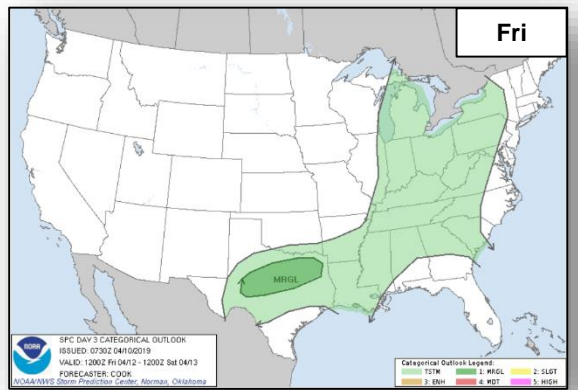 Fri
MRGL
SPC DAY 3 CATEGORICAL OUTLOOK
ISSUED: 0730Z 04/10/2019
VALID: 1200Z Fri 04/12 - 1200Z Sat 04/13
FORECASTER: COOK
NOAA/NWS Storm Prediction Center, Norman, Oklahoma
NOAA
Categorical Outlook Legend:
TSTM 1: MRGL 2: SLGT
3: ENH 4: MDT 5: HIGH